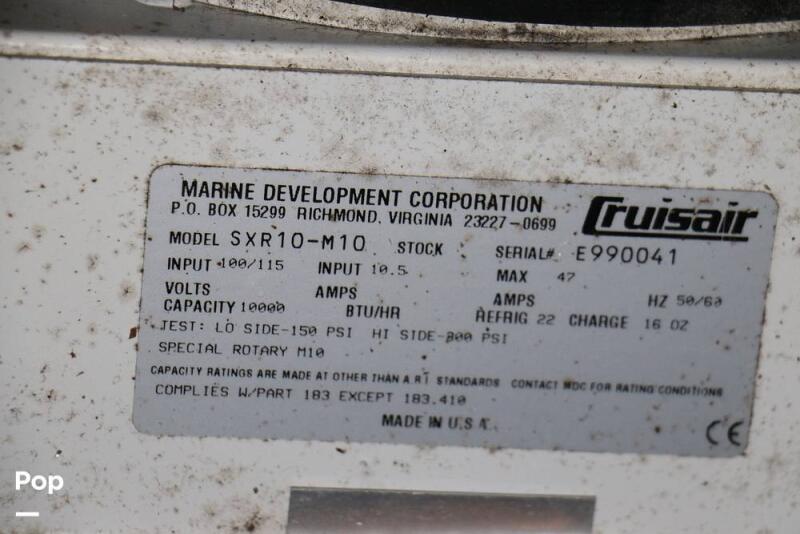 MARINE DEVELOPMENT CORPORATION
Cruisair
P.O. BOX 15299 RICHMOND, VIRGINIA 23227-0699
MODEL SXR10-M10 STOCK SERIAL# E990041
INPUT 100/115 INPUT 10.5 MAX 47
VOLTS AMPS AMPS HZ 50/60
CAPACITY 10000 BTU/HR REFRIG 22 CHARGE 16 OZ
TEST: LO SIDE-150 PSI HI SIDE-300 PSI
SPECIAL ROTARY M10
CAPACITY RATINGS ARE MADE AT OTHER THAN A.R.I. STANDARDS CONTACT MDC FOR RATING CONDITIONS
COMPLIES W/PART 183 EXCEPT 183.410
MADE IN U.S.A.
CE
Pop